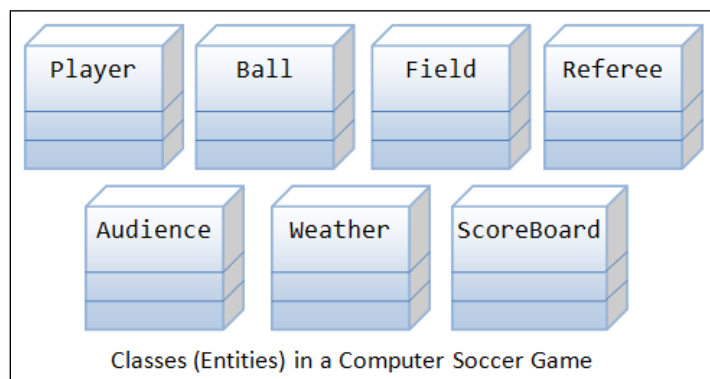 Player Ball Field Referee
Audience Weather ScoreBoard
Classes (Entities) in a Computer Soccer Game